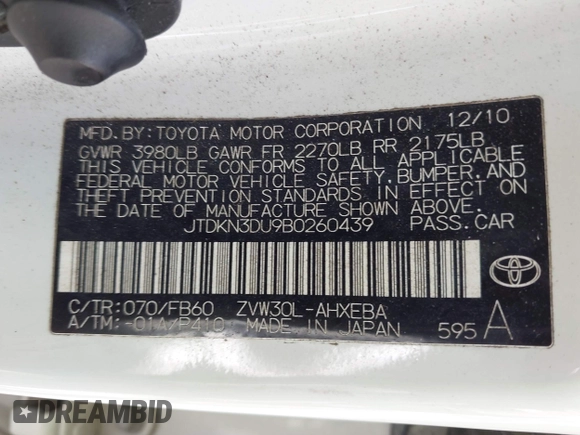 MFD.BY: TOYOTA MOTOR CORPORATION 12/10
GVWR 3980LB GAWR FR 2270LB RR 2175LB
THIS VEHICLE CONFORMS TO ALL APPLICABLE
FEDERAL MOTOR VEHICLE SAFETY, BUMPER, AND
THEFT PREVENTION STANDARDS IN EFFECT ON
THE DATE OF MANUFACTURE SHOWN ABOVE.
JTDKN3DU9B0260439 PASS.CAR
C/TR:070/FB60 ZVW30L-AHXEBA
A/TM:-01A/P410 MADE IN JAPAN 595 A
TOYOTA
DREAMBID